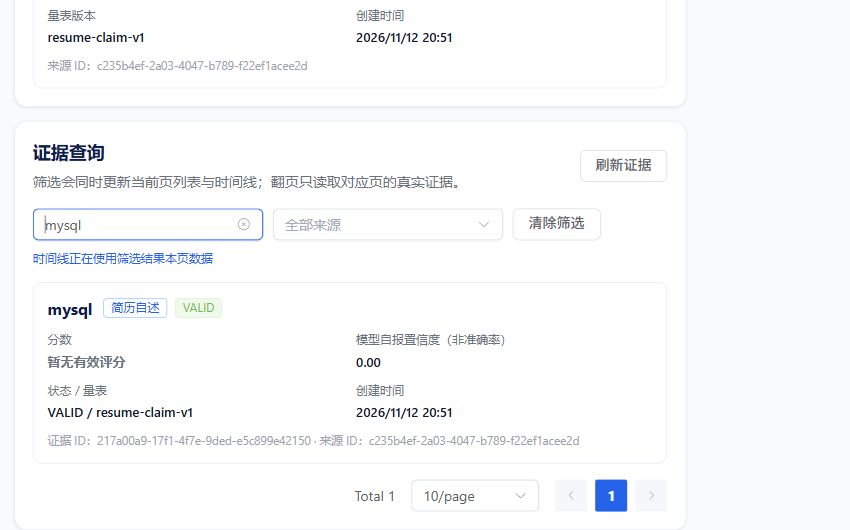 量表版本 创建时间
resume-claim-v1 2026/11/12 20:51
来源 ID：c235b4ef-2a03-4047-b789-f22ef1acee2d
证据查询
刷新证据
筛选会同时更新当前页列表与时间线；翻页只读取对应页的真实证据。
mysql 全部来源 清除筛选
时间线正在使用筛选结果本页数据
mysql 简历自述 VALID
分数 模型自报置信度（非准确率）
暂无有效评分 0.00
状态 / 量表 创建时间
VALID / resume-claim-v1 2026/11/12 20:51
证据 ID：217a00a9-17f1-4f7e-9ded-e5c899e42150 · 来源 ID：c235b4ef-2a03-4047-b789-f22ef1acee2d
Total 1 10/page 1